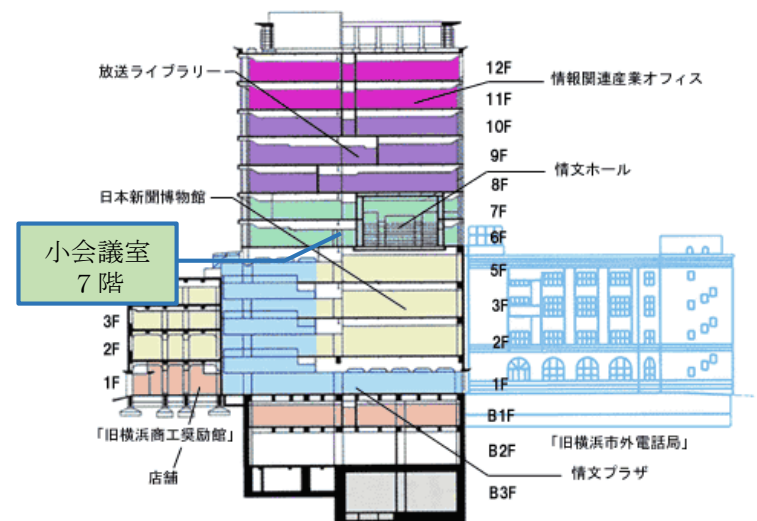 放送ライブラリー
12F
情報関連産業オフィス
11F
10F
9F
情文ホール
8F
日本新聞博物館
7F
6F
小会議室
7階
5F
3F
3F
2F
2F
1F
1F
B1F
「旧横浜商工奨励館」
「旧横浜市外電話局」
B2F
店舗
情文プラザ
B3F